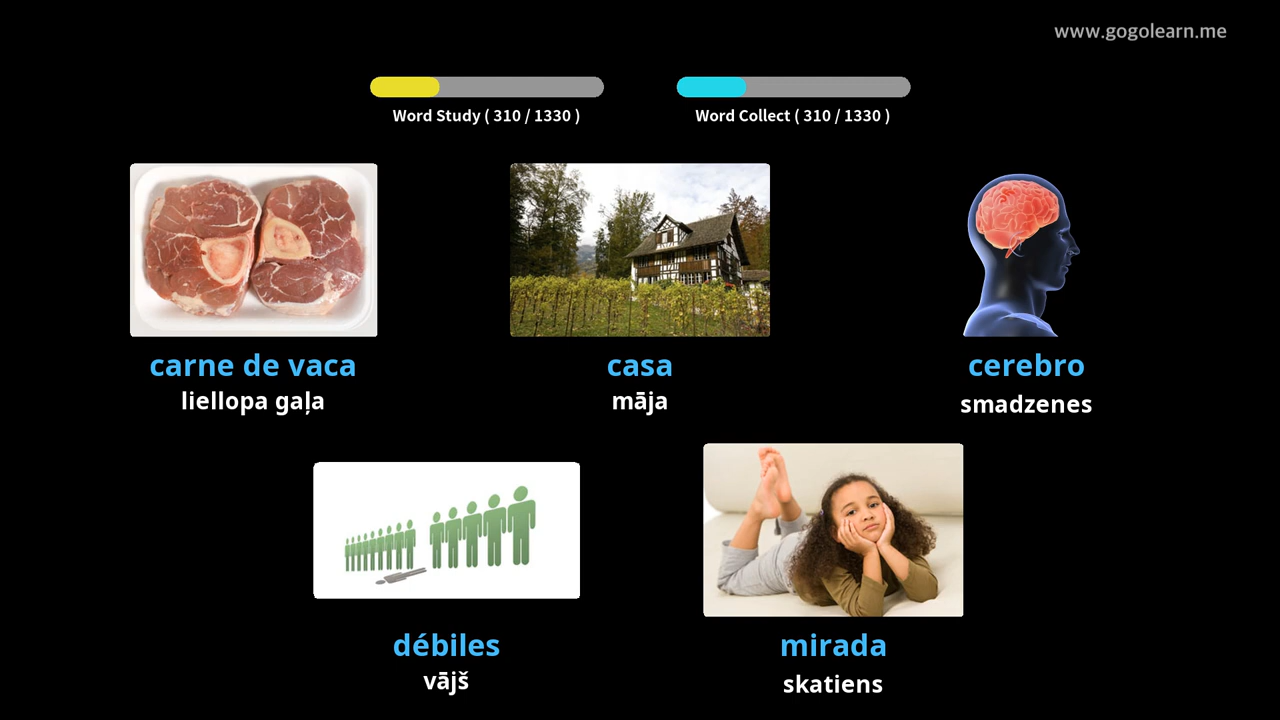 www.gogolearn.me
Word Study ( 310 / 1330 )
Word Collect ( 310 / 1330 )
carne de vaca
liellopa gaļa
casa
māja
cerebro
smadzenes
débiles
vājš
mirada
skatiens